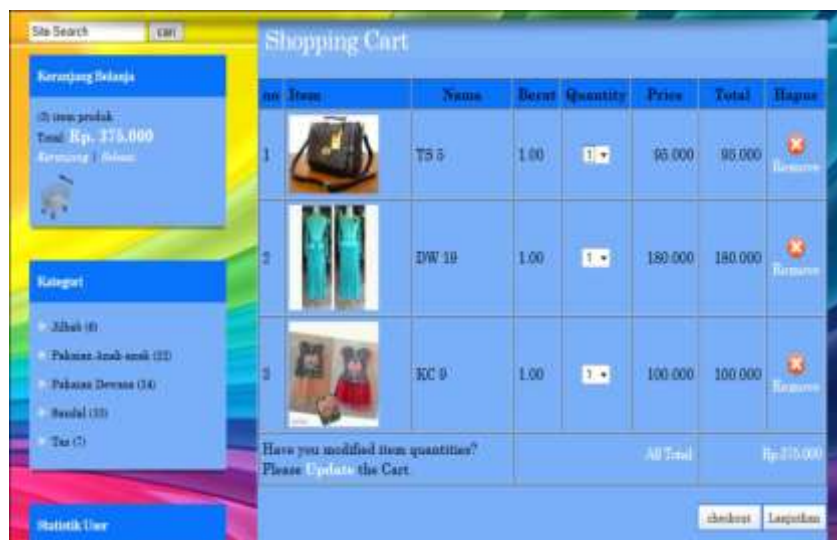 Site Search
cari
Keranjang Belanja
(3) item produk
Total: Rp. 375.000
Keranjang | Selesai
Kategori
Jilbab (6)
Pakaian Anak-anak (22)
Pakaian Dewasa (24)
Sandal (10)
Tas (7)
Statistik User
Shopping Cart
no Item Nama Berat Quantity Price Total Hapus
1 TS 5 1.00 1 95.000 95.000 Remove
2 DW 19 1.00 1 180.000 180.000 Remove
3 KC 9 1.00 1 100.000 100.000 Remove
Have you modified item quantities?
Please Update the Cart
All Total Rp.375.000
checkout Lanjutkan